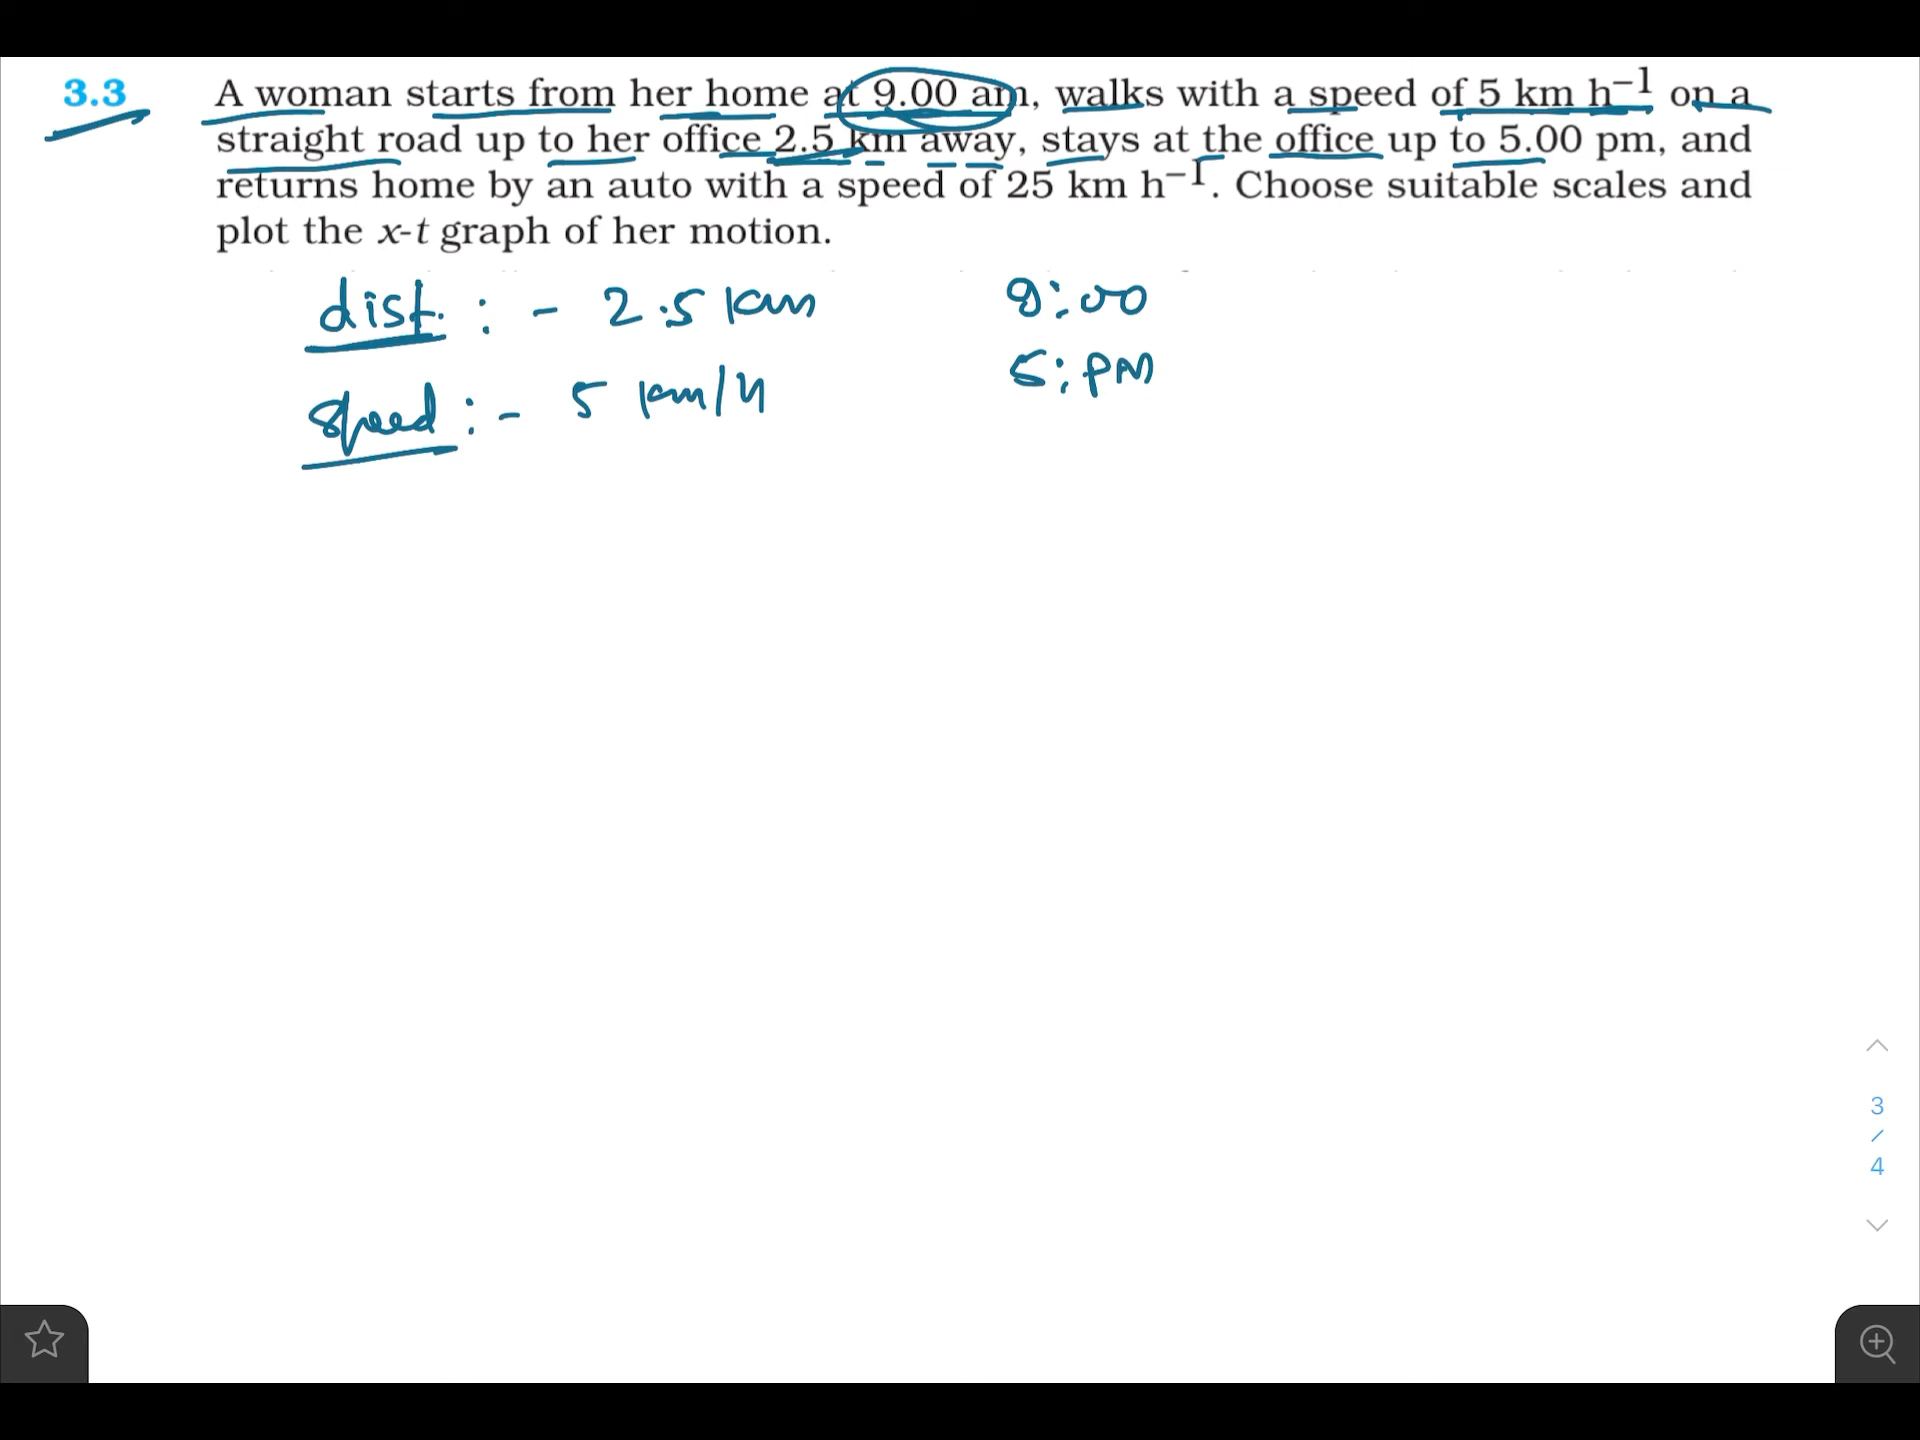 3.3 A woman starts from her home at 9.00 am, walks with a speed of 5 km h⁻¹ on a
straight road up to her office 2.5 km away, stays at the office up to 5.00 pm, and
returns home by an auto with a speed of 25 km h⁻¹. Choose suitable scales and
plot the x-t graph of her motion.
dist. :- 2.5 km 9:00
speed :- 5 km/h 5: PM
3
/
4